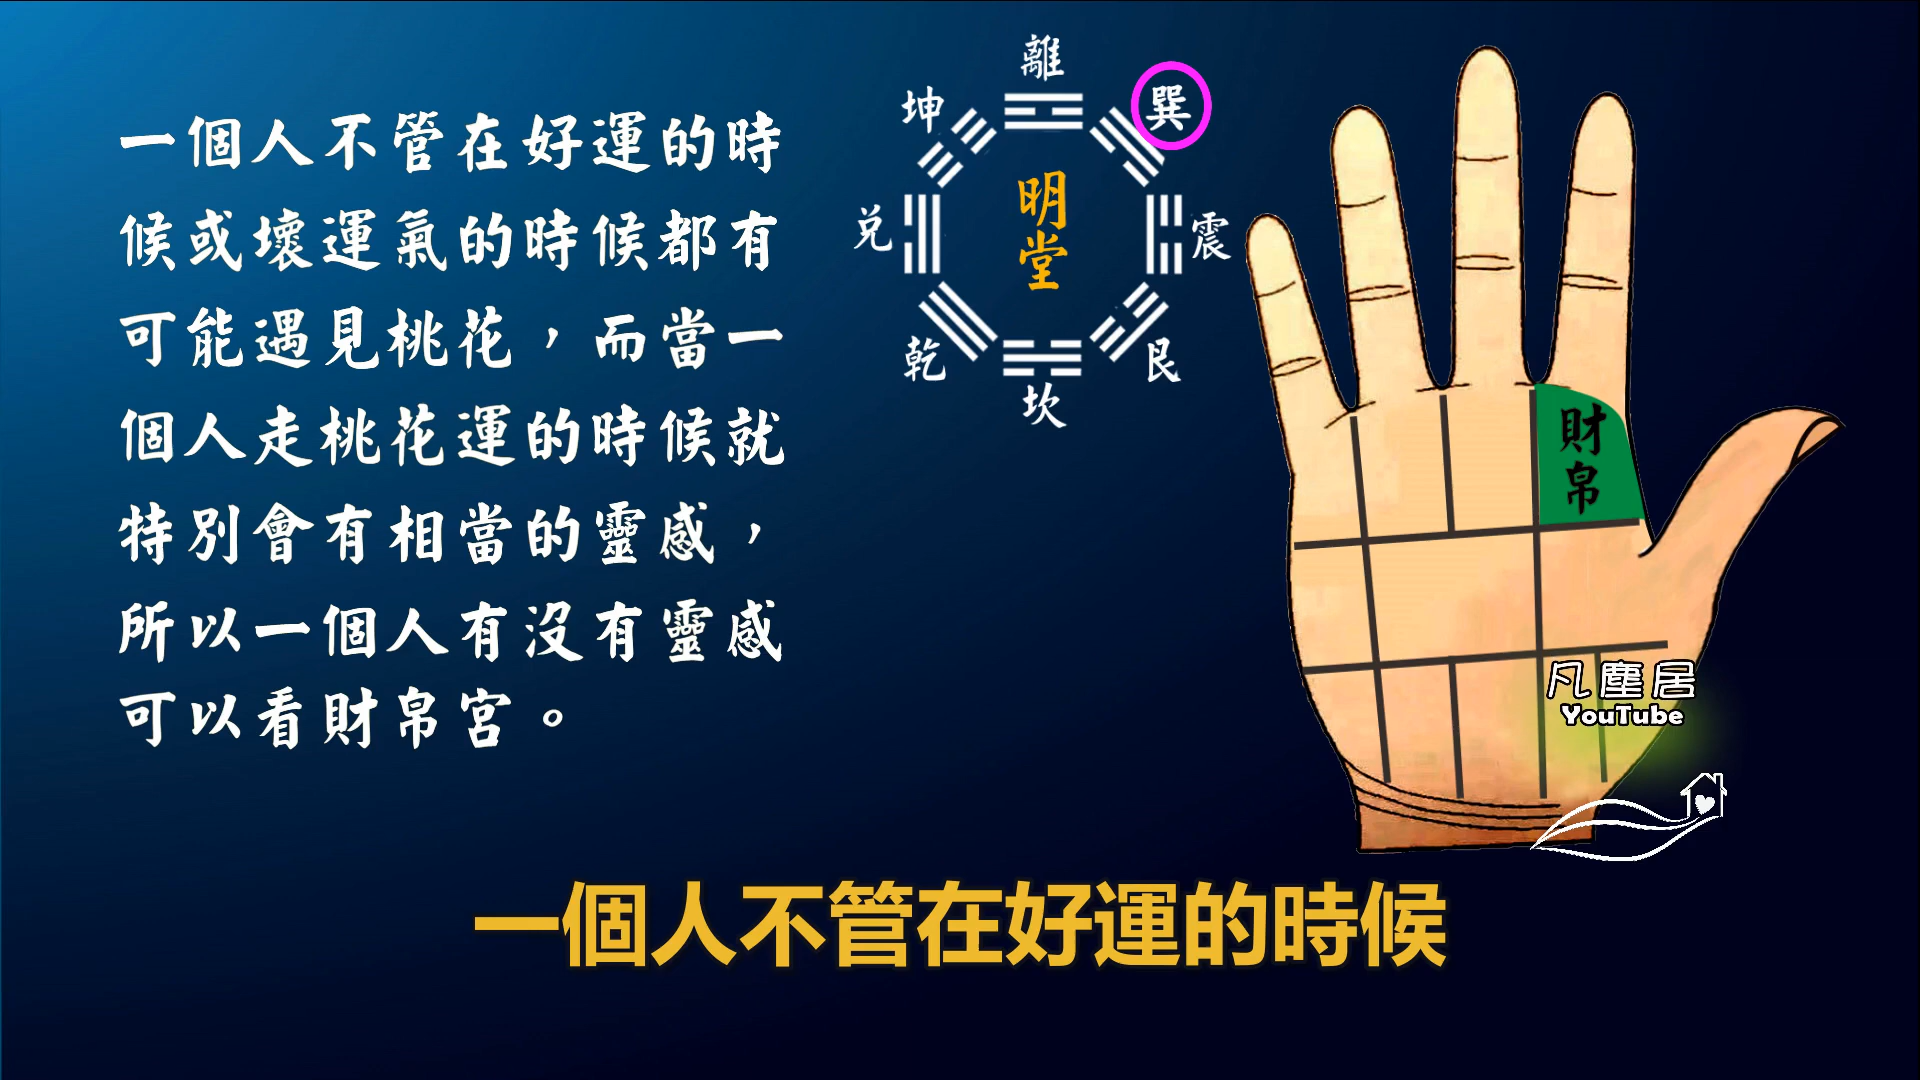 一個人不管在好運的時
候或壞運氣的時候都有
可能遇見桃花，而當一
個人走桃花運的時候就
特別會有相當的靈感，
所以一個人有沒有靈感
可以看財帛宮。
離
坤
巽
明堂
兌
震
乾
艮
坎
財帛
凡塵居
YouTube
一個人不管在好運的時候